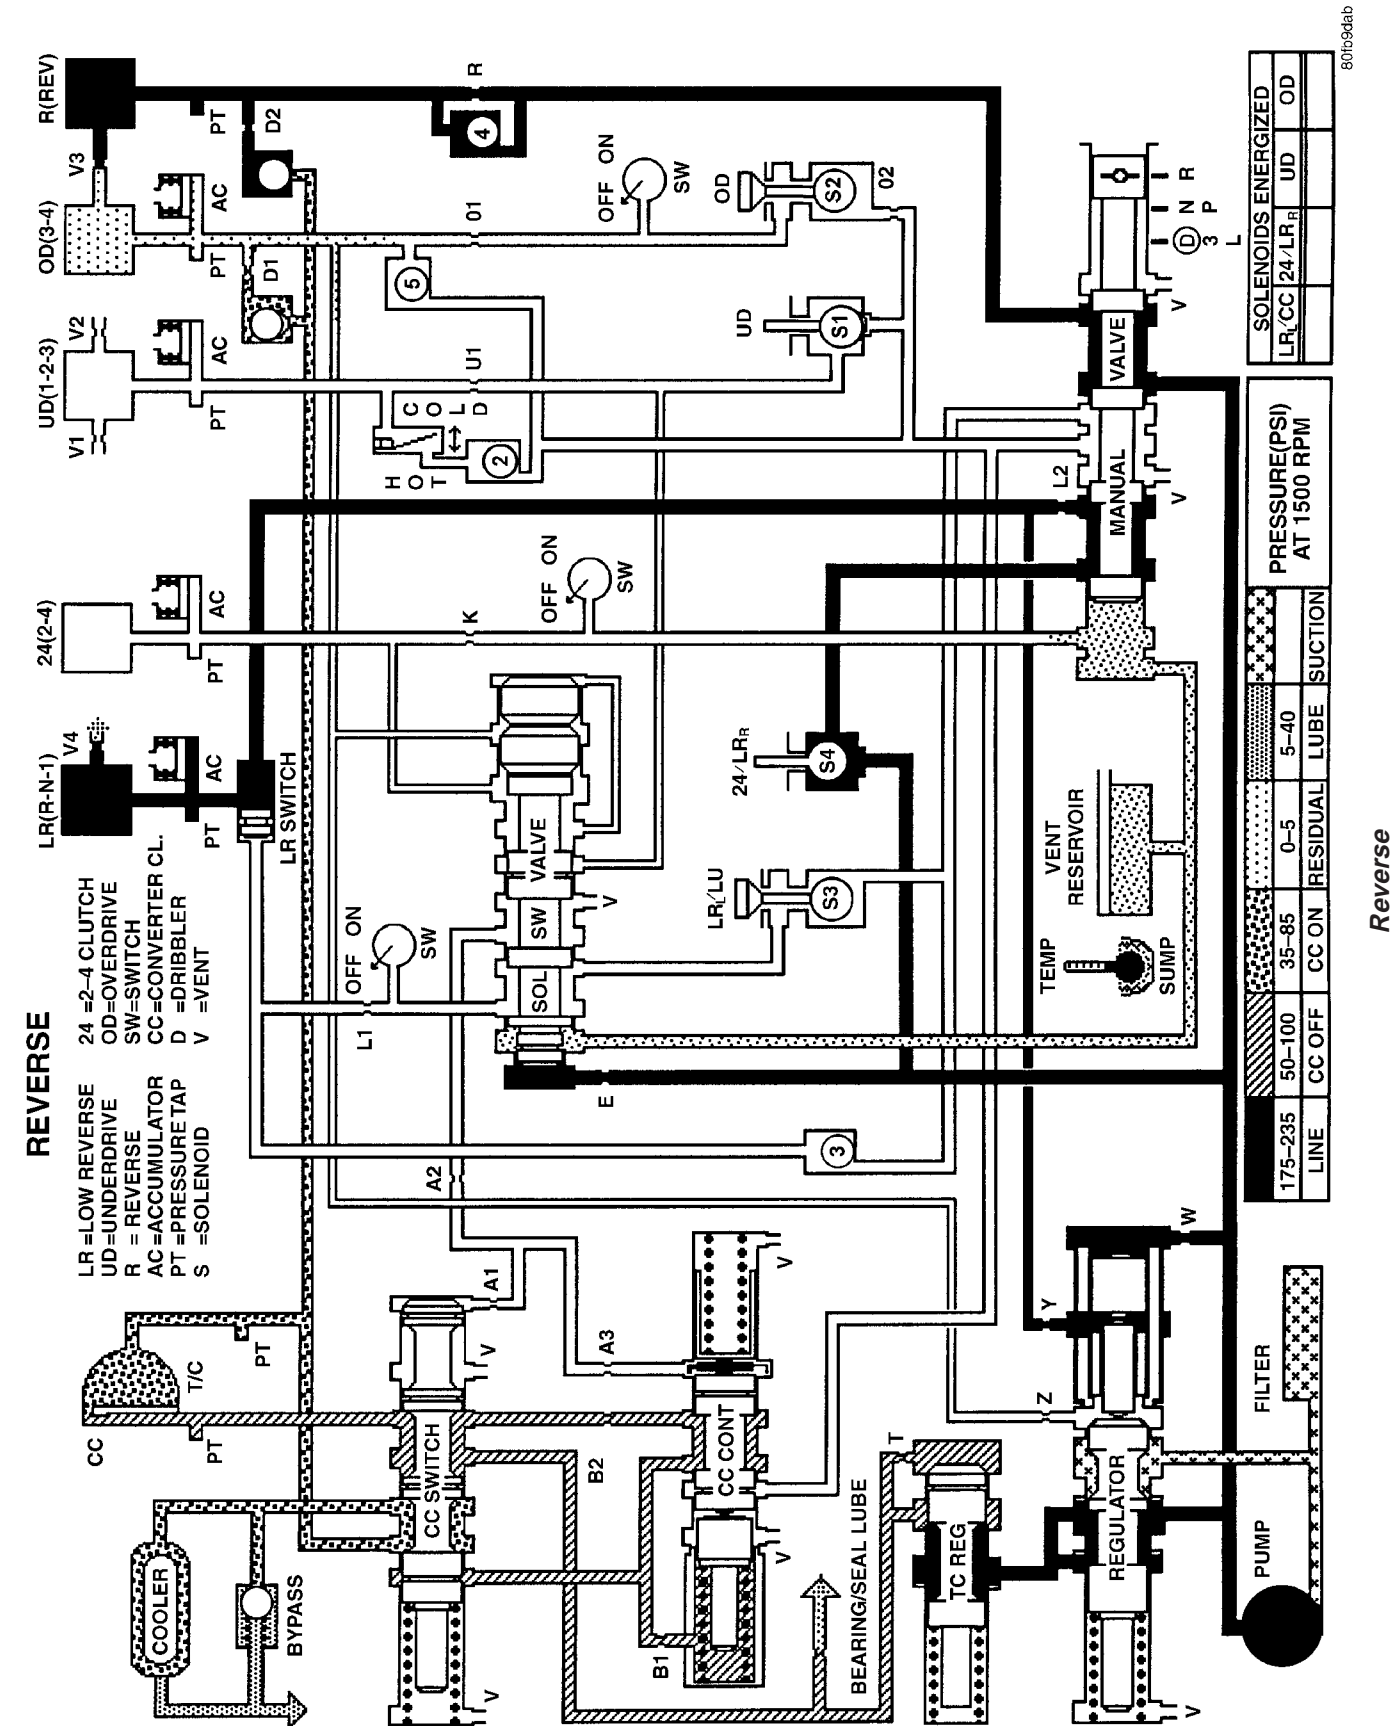 REVERSE
LR =LOW REVERSE
UD=UNDERDRIVE
R = REVERSE
AC=ACCUMULATOR
PT =PRESSURE TAP
S =SOLENOID
24 =2–4 CLUTCH
OD=OVERDRIVE
SW=SWITCH
CC=CONVERTER CL.
D =DRIBBLER
V =VENT
LR(R-N-1)
V4
24(2-4)
UD(1-2-3)
V1
V2
OD(3-4)
V3
R(REV)
PT
AC
PT
AC
PT
AC
PT
AC
PT
D1
D2
LR SWITCH
CC
T/C
PT
PT
COOLER
BYPASS
L1
OFF ON
SW
K
OFF ON
SW
U1
01
OFF ON
SW
R
4
5
HOT
COLD
2
A2
A1
A3
V
CC SWITCH
V
B2
B1
CC CONT
V
V
E
SOL SW VALVE
V
3
LRL/LU
S3
24/LRR
S4
UD
S1
OD
S2
02
BEARING/SEAL LUBE
T
TC REG
Z
Y
W
REGULATOR
V
PUMP
FILTER
TEMP
SUMP
VENT
RESERVOIR
L2
MANUAL VALVE
V
V
D N R
3 P
L
175–235
LINE
50–100
CC OFF
35–85
CC ON
0–5
RESIDUAL
5–40
LUBE
SUCTION
PRESSURE(PSI)
AT 1500 RPM
SOLENOIDS ENERGIZED
LRL/CC 24/LRR UD OD
80fb9dab
Reverse